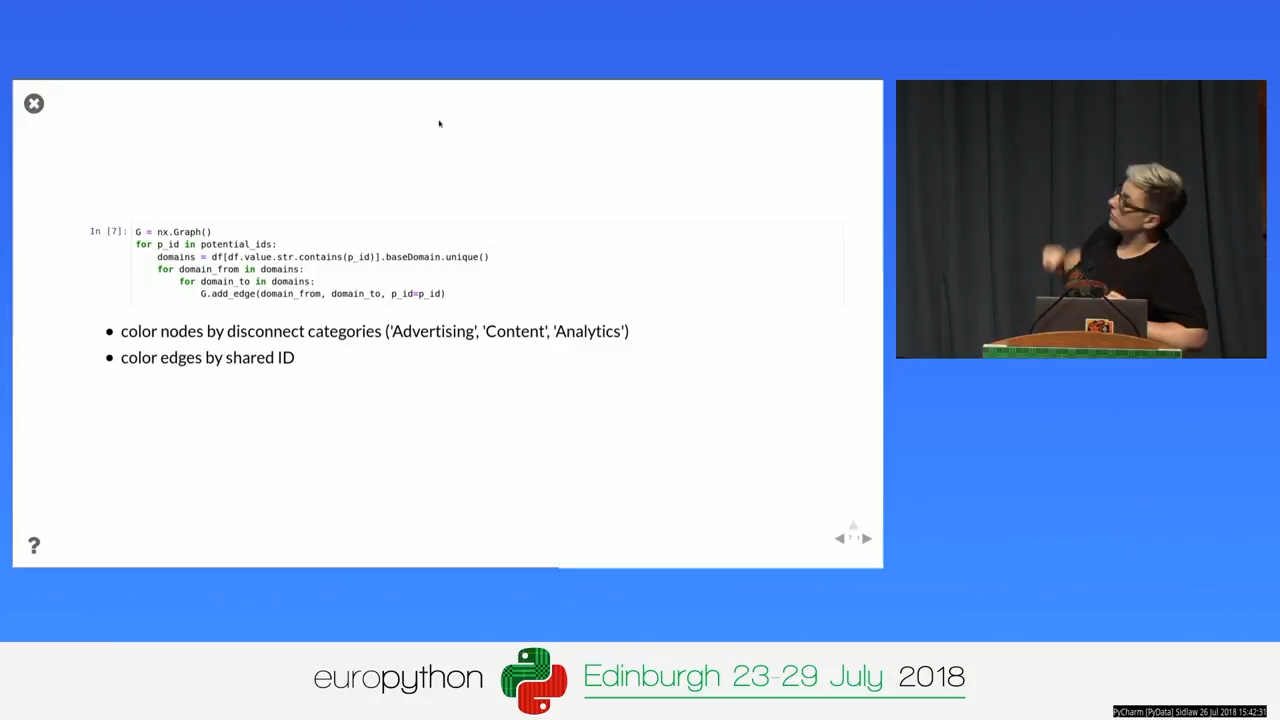 In [7]: G = nx.Graph()
for p_id in potential_ids:
domains = df[df.value.str.contains(p_id)].baseDomain.unique()
for domain_from in domains:
for domain_to in domains:
G.add_edge(domain_from, domain_to, p_id=p_id)
• color nodes by disconnect categories ('Advertising', 'Content', 'Analytics')
• color edges by shared ID
?
europython Edinburgh 23-29 July 2018
PyCharm [PyData] Sidlaw 26 Jul 2018 15:42:31